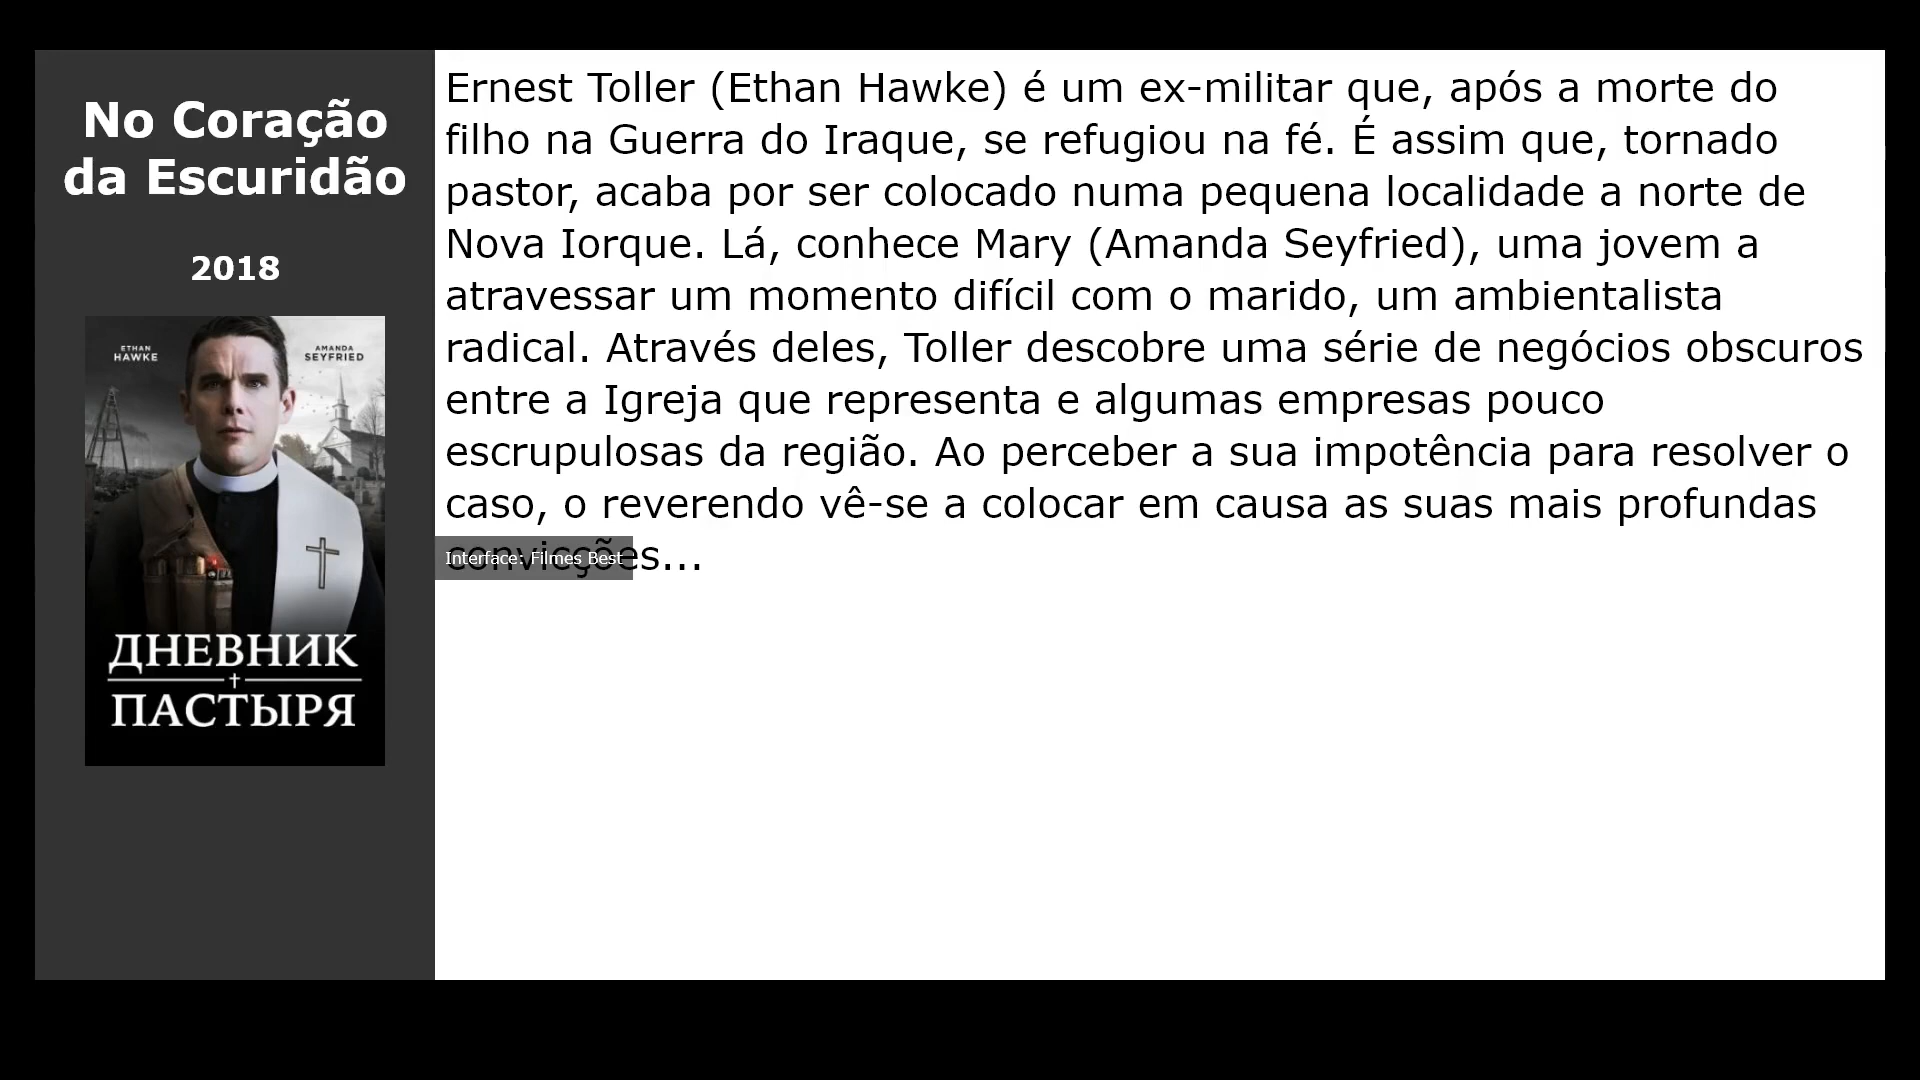 No Coração
da Escuridão
2018
ETHAN
HAWKE
AMANDA
SEYFRIED
ДНЕВНИК
ПАСТЫРЯ
Ernest Toller (Ethan Hawke) é um ex-militar que, após a morte do
filho na Guerra do Iraque, se refugiou na fé. É assim que, tornado
pastor, acaba por ser colocado numa pequena localidade a norte de
Nova Iorque. Lá, conhece Mary (Amanda Seyfried), uma jovem a
atravessar um momento difícil com o marido, um ambientalista
radical. Através deles, Toller descobre uma série de negócios obscuros
entre a Igreja que representa e algumas empresas pouco
escrupulosas da região. Ao perceber a sua impotência para resolver o
caso, o reverendo vê-se a colocar em causa as suas mais profundas
convicções...
Interface: Filmes Best